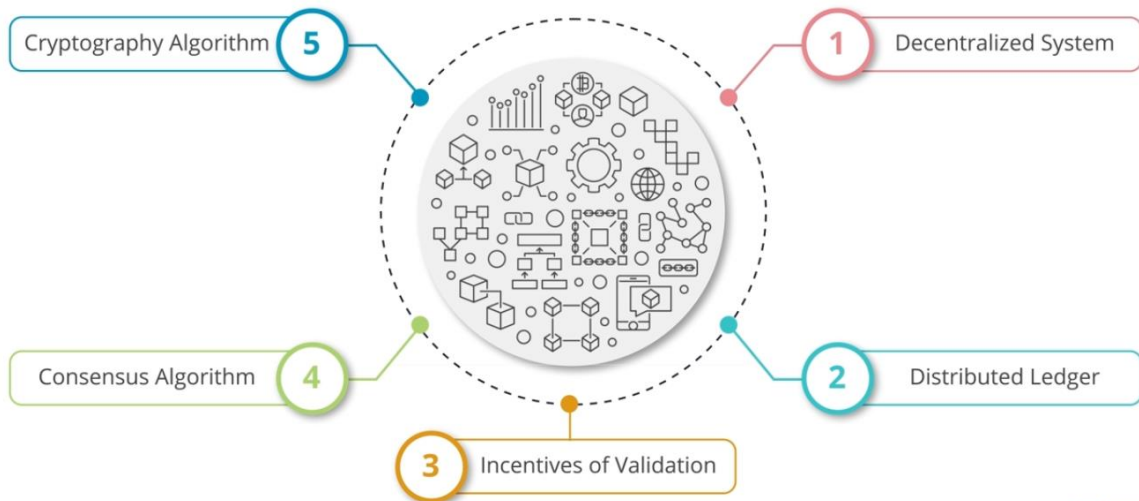 1 Decentralized System
2 Distributed Ledger
3 Incentives of Validation
4 Consensus Algorithm
5 Cryptography Algorithm